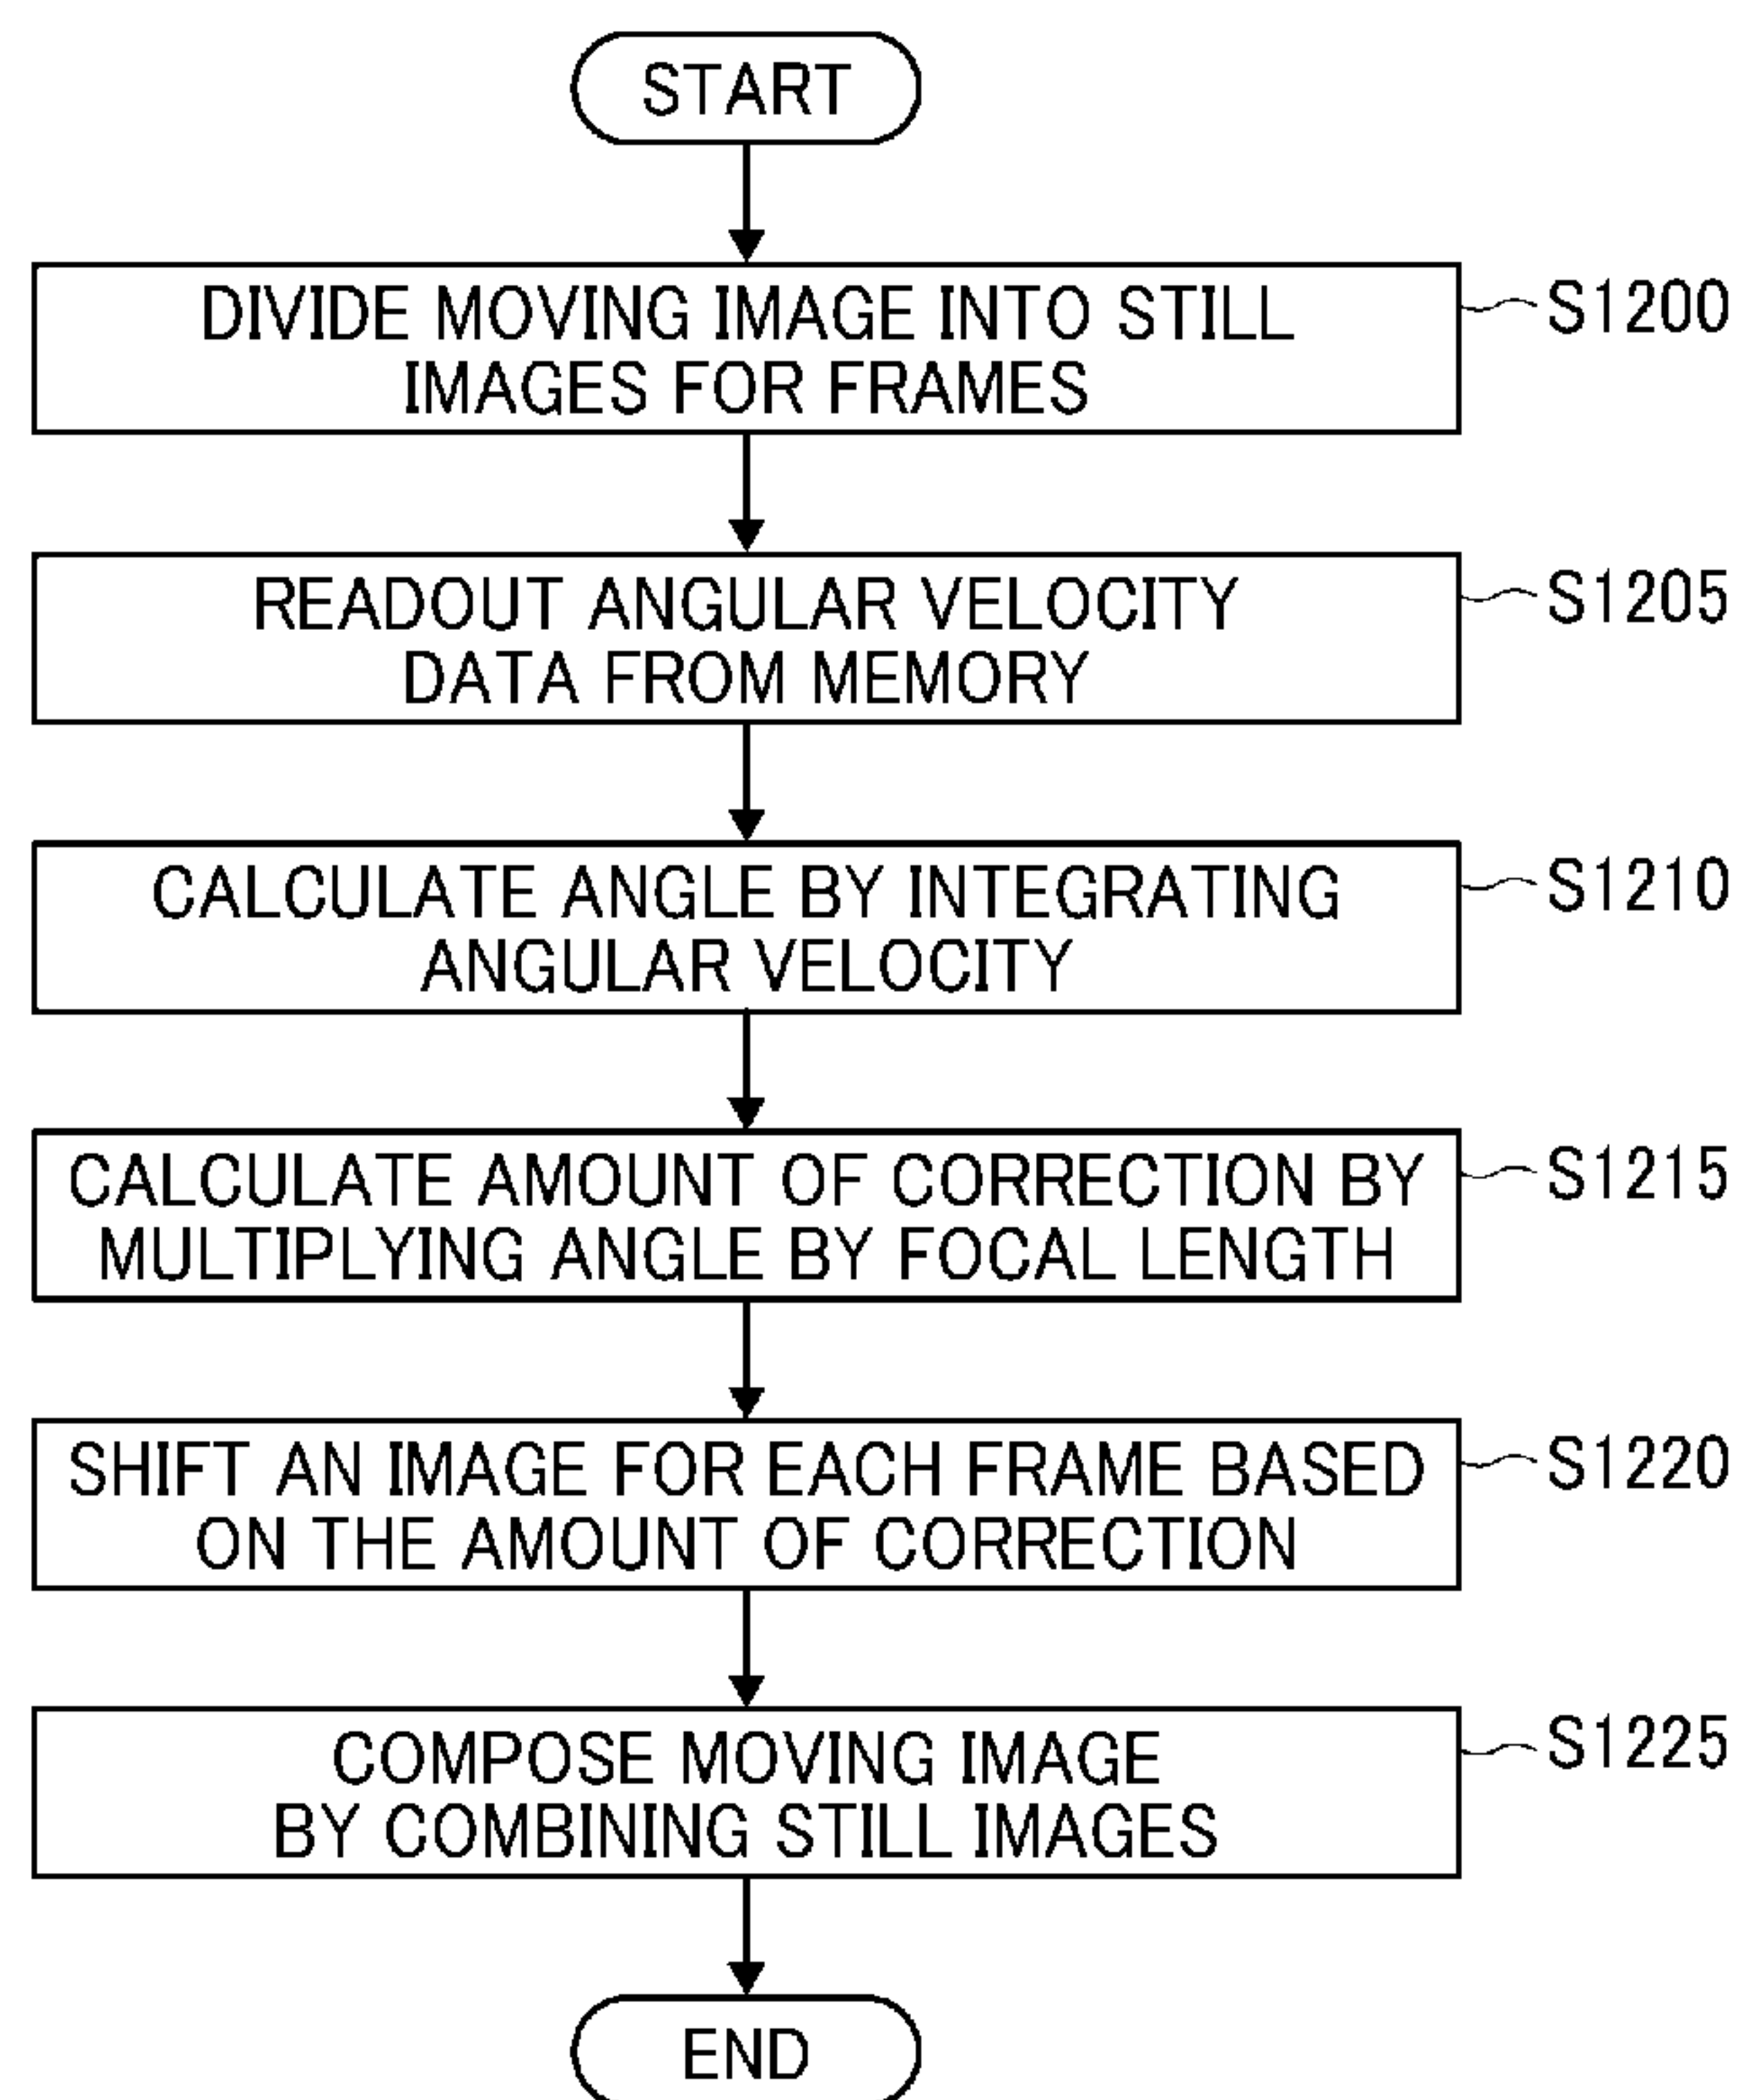 START
DIVIDE MOVING IMAGE INTO STILL
IMAGES FOR FRAMES
S1200
READOUT ANGULAR VELOCITY
DATA FROM MEMORY
S1205
CALCULATE ANGLE BY INTEGRATING
ANGULAR VELOCITY
S1210
CALCULATE AMOUNT OF CORRECTION BY
MULTIPLYING ANGLE BY FOCAL LENGTH
S1215
SHIFT AN IMAGE FOR EACH FRAME BASED
ON THE AMOUNT OF CORRECTION
S1220
COMPOSE MOVING IMAGE
BY COMBINING STILL IMAGES
S1225
END